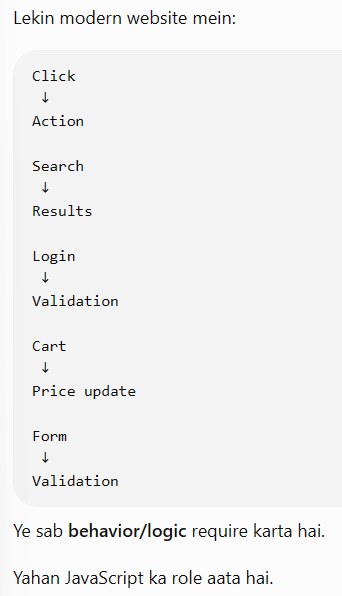 Lekin modern website mein:
Click
↓
Action
Search
↓
Results
Login
↓
Validation
Cart
↓
Price update
Form
↓
Validation
Ye sab behavior/logic require karta hai.
Yahan JavaScript ka role aata hai.